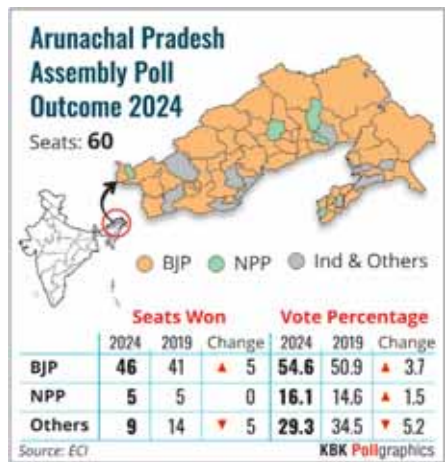 Arunachal Pradesh
Assembly Poll
Outcome 2024
Seats: 60
BJP NPP Ind & Others
Seats Won Vote Percentage
2024 2019 Change 2024 2019 Change
BJP 46 41 ▲ 5 54.6 50.9 ▲ 3.7
NPP 5 5 0 16.1 14.6 ▲ 1.5
Others 9 14 ▼ 5 29.3 34.5 ▼ 5.2
Source: ECI KBK Pollgraphics